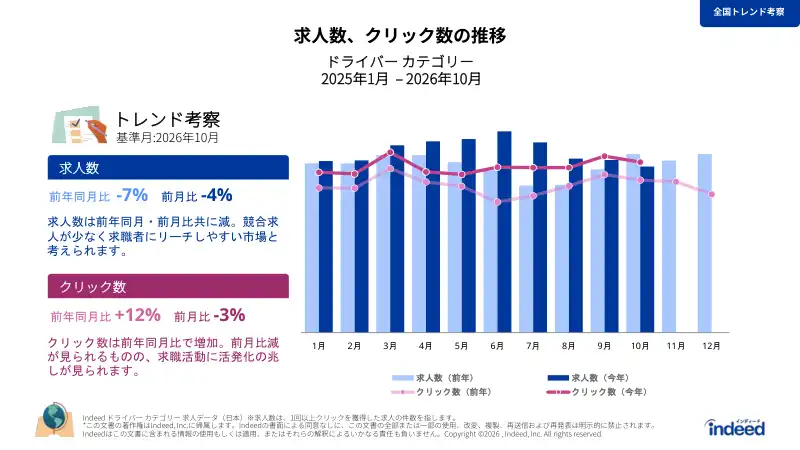 全国トレンド考察
求人数、クリック数の推移
ドライバー カテゴリー
2025年1月 – 2026年10月
トレンド考察
基準月:2026年10月
求人数
前年同月比 -7% 前月比 -4%
求人数は前年同月・前月比共に減。競合求
人が少なく求職者にリーチしやすい市場と
考えられます。
クリック数
前年同月比 +12% 前月比 -3%
クリック数は前年同月比で増加。前月比減
が見られるものの、求職活動に活発化の兆
しが見られます。
1月 2月 3月 4月 5月 6月 7月 8月 9月 10月 11月 12月
求人数（前年） 求人数（今年）
クリック数（前年） クリック数（今年）
Indeed ドライバー カテゴリー 求人データ（日本）※求人数は、1回以上クリックを獲得した求人の件数を指します。
*この文書の著作権はIndeed,Inc.に帰属します。Indeedの書面による同意なしに、この文書の全部または一部の使用、改変、複製、再送信および再発表は明示的に禁止されます。
Indeedはこの文書に含まれる情報の使用もしくは適用、またはそれらの解釈によるいかなる責任も負いません。Copyright ©2026 , Indeed, Inc. All rights reserved.
インディード
indeed